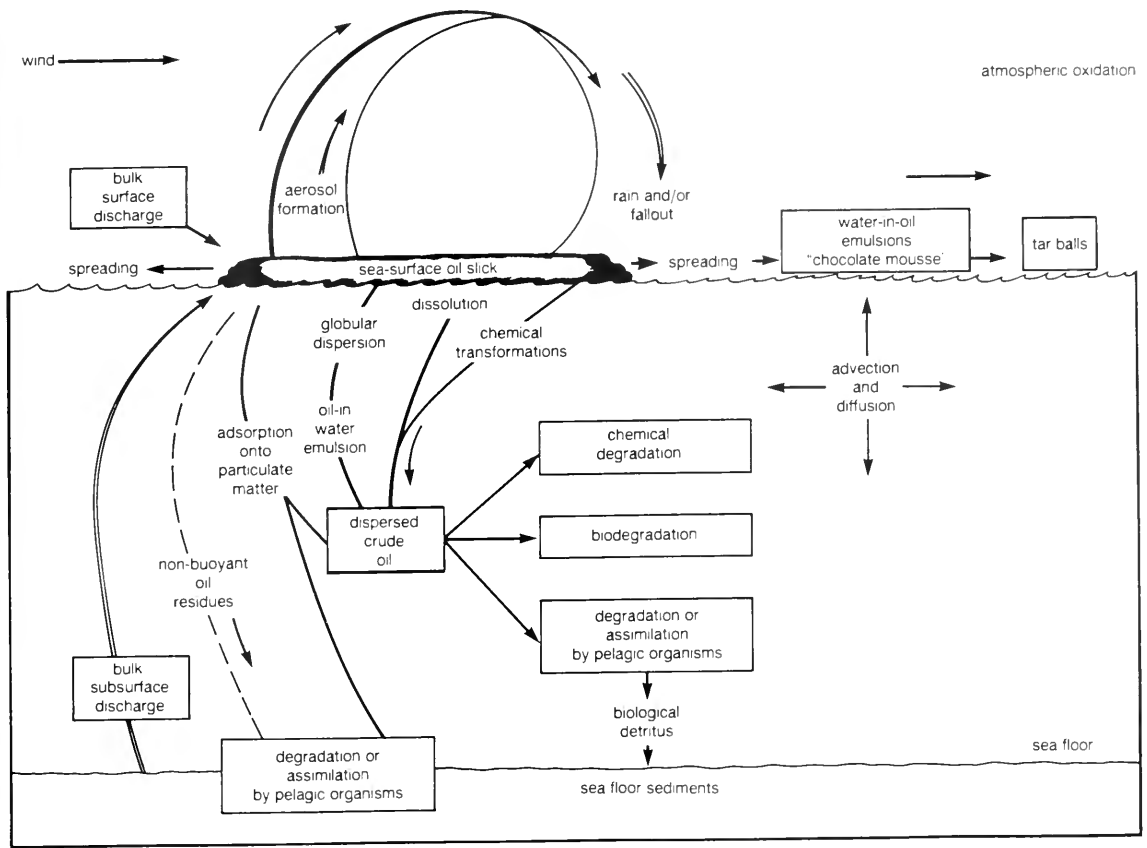 wind
atmospheric oxidation
bulk
surface
discharge
aerosol
formation
rain and/or
fallout
water-in-oil
emulsions
"chocolate mousse'
tar balls
spreading
sea-surface oil slick
spreading
dissolution
globular
dispersion
chemical
transformations
advection
and
diffusion
adsorption
onto
particulate
matter
oil-in
water
emulsion
chemical
degradation
dispersed
crude
oil
biodegradation
non-buoyant
oil
residues
degradation or
assimilation
by pelagic organisms
bulk
subsurface
discharge
biological
detritus
sea floor
degradation or
assimilation
by pelagic organisms
sea floor sediments